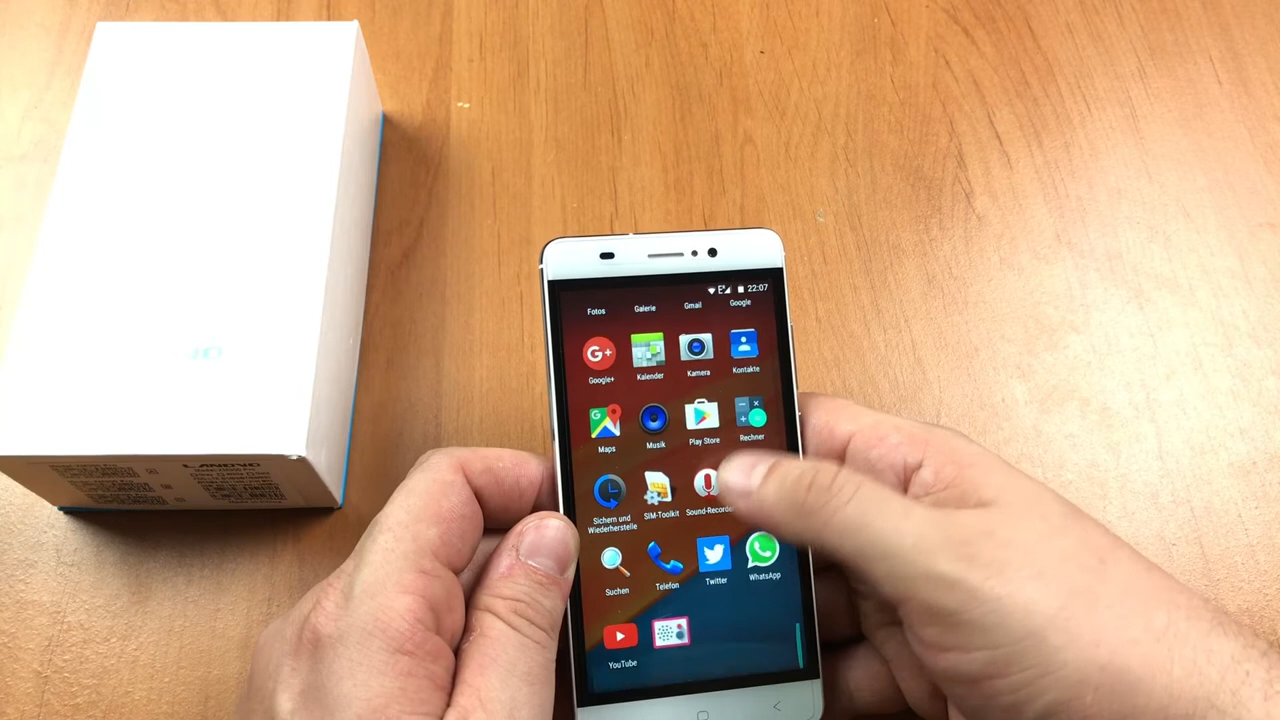 22:07
Fotos
Galerie
Gmail
Google
Google+
Kalender
Kamera
Kontakte
Maps
Musik
Play Store
Rechner
Sichern und
Wiederherstelle
SIM-Toolkit
Sound-Recorder
Suchen
Telefon
Twitter
WhatsApp
YouTube
LANDVO